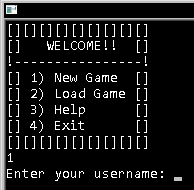 [][][][][][][][][]
[]   WELCOME!!  []
!----------------!
[] 1) New Game  []
[] 2) Load Game []
[] 3) Help      []
[] 4) Exit      []
[][][][][][][][][]
1
Enter your username: _